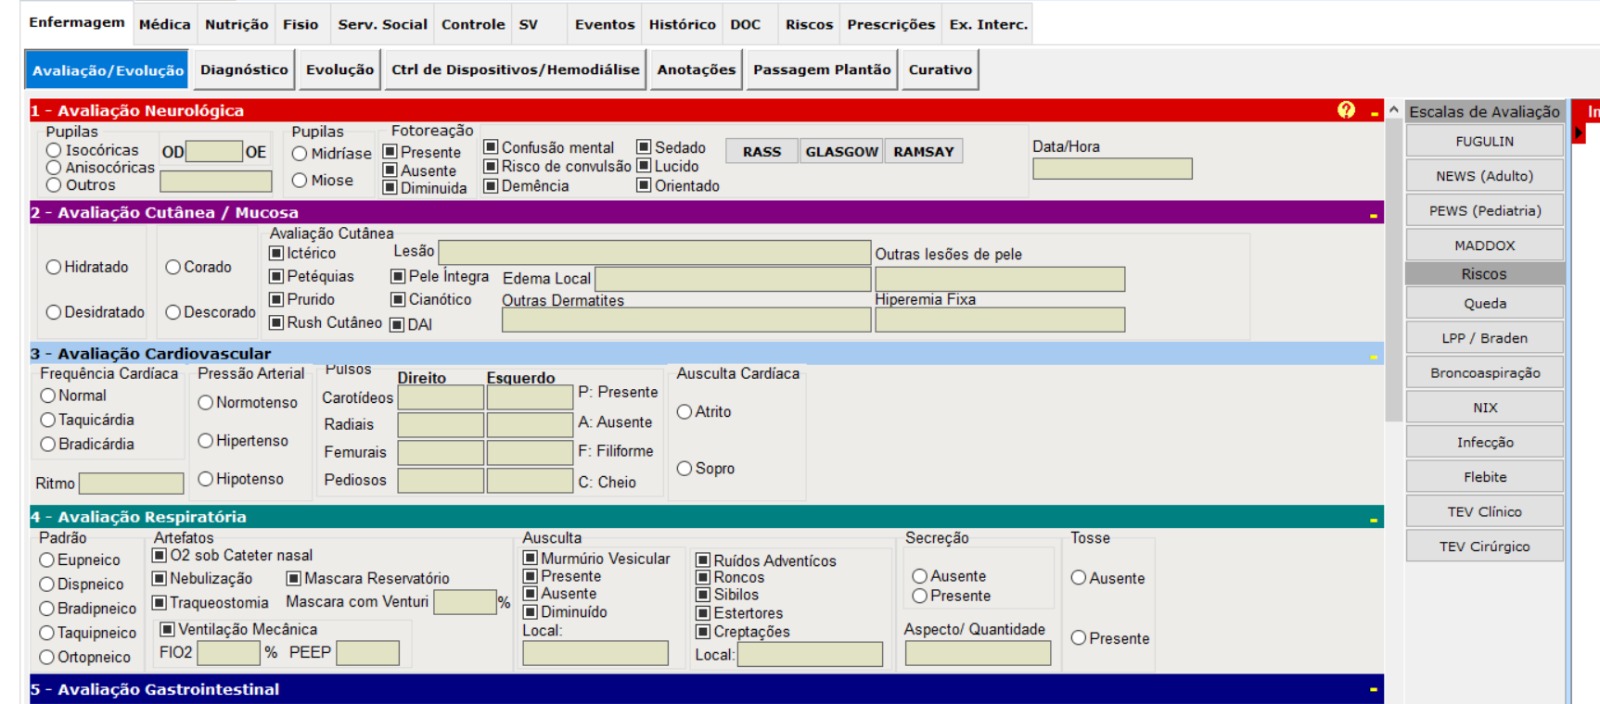 Enfermagem Médica Nutrição Fisio Serv. Social Controle SV Eventos Histórico DOC Riscos Prescrições Ex. Interc.
Avaliação/Evolução Diagnóstico Evolução Ctrl de Dispositivos/Hemodiálise Anotações Passagem Plantão Curativo
1 - Avaliação Neurológica
Pupilas
Isocóricas
Anisocóricas
Outros
OD OE
Pupilas
Midríase
Miose
Fotoreação
Presente
Ausente
Diminuida
Confusão mental
Risco de convulsão
Demência
Sedado
Lucido
Orientado
RASS GLASGOW RAMSAY
Data/Hora
2 - Avaliação Cutânea / Mucosa
Hidratado
Desidratado
Corado
Descorado
Avaliação Cutânea
Ictérico
Petéquias
Prurido
Rush Cutâneo
Lesão
Pele Íntegra
Cianótico
DAI
Edema Local
Outras Dermatites
Outras lesões de pele
Hiperemia Fixa
3 - Avaliação Cardiovascular
Frequência Cardíaca
Normal
Taquicárdia
Bradicárdia
Ritmo
Pressão Arterial
Normotenso
Hipertenso
Hipotenso
Pulsos
Direito Esquerdo
Carotídeos
Radiais
Femurais
Pediosos
P: Presente
A: Ausente
F: Filiforme
C: Cheio
Ausculta Cardíaca
Atrito
Sopro
4 - Avaliação Respiratória
Padrão
Eupneico
Dispneico
Bradipneico
Taquipneico
Ortopneico
Artefatos
O2 sob Cateter nasal
Nebulização Mascara Reservatório
Traqueostomia Mascara com Venturi %
Ventilação Mecânica
FIO2 % PEEP
Ausculta
Murmúrio Vesicular
Presente
Ausente
Diminuído
Local:
Ruídos Adventícos
Roncos
Sibilos
Estertores
Creptações
Local:
Secreção
Ausente
Presente
Aspecto/ Quantidade
Tosse
Ausente
Presente
5 - Avaliação Gastrointestinal
Escalas de Avaliação
FUGULIN
NEWS (Adulto)
PEWS (Pediatria)
MADDOX
Riscos
Queda
LPP / Braden
Broncoaspiração
NIX
Infecção
Flebite
TEV Clínico
TEV Cirúrgico